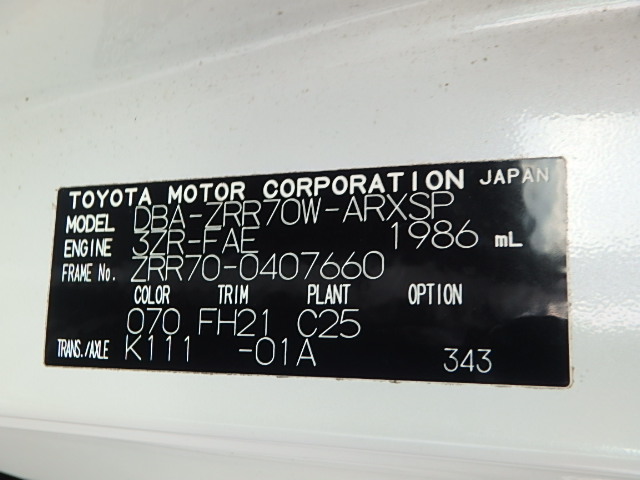 TOYOTA MOTOR CORPORATION JAPAN
MODEL DBA-ZRR70W-ARXSP
ENGINE 3ZR-FAE 1986 mL
FRAME No. ZRR70-0407660
COLOR TRIM PLANT OPTION
070 FH21 C25
TRANS./AXLE K111 -01A 343